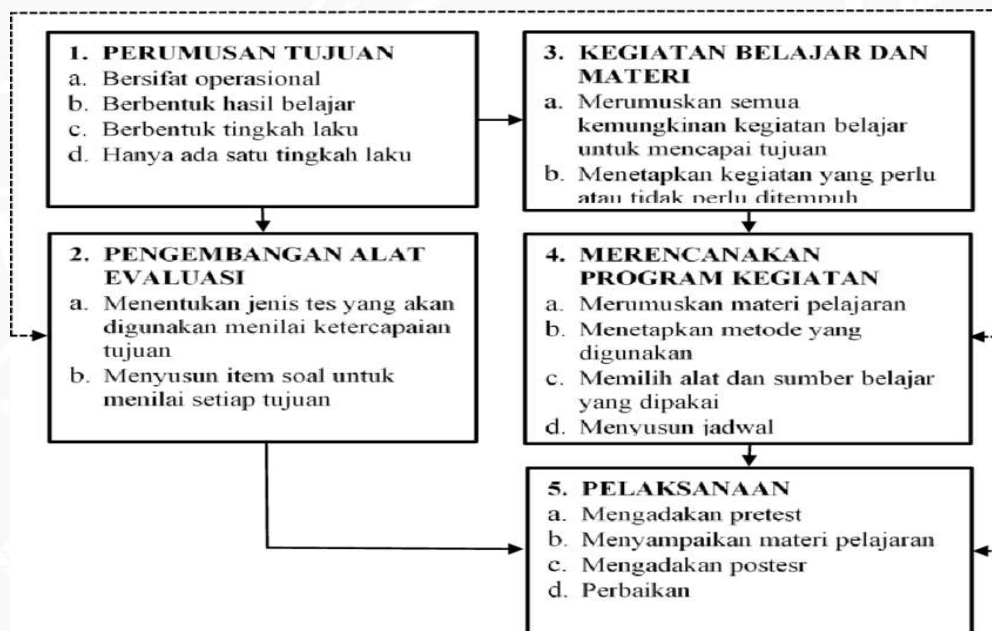 1. PERUMUSAN TUJUAN
a. Bersifat operasional
b. Berbentuk hasil belajar
c. Berbentuk tingkah laku
d. Hanya ada satu tingkah laku
2. PENGEMBANGAN ALAT
EVALUASI
a. Menentukan jenis tes yang akan
digunakan menilai ketercapaian
tujuan
b. Menyusun item soal untuk
menilai setiap tujuan
3. KEGIATAN BELAJAR DAN
MATERI
a. Merumuskan semua
kemungkinan kegiatan belajar
untuk mencapai tujuan
b. Menetapkan kegiatan yang perlu
atau tidak perlu ditempuh
4. MERENCANAKAN
PROGRAM KEGIATAN
a. Merumuskan materi pelajaran
b. Menetapkan metode yang
digunakan
c. Memilih alat dan sumber belajar
yang dipakai
d. Menyusun jadwal
5. PELAKSANAAN
a. Mengadakan pretest
b. Menyampaikan materi pelajaran
c. Mengadakan postesr
d. Perbaikan